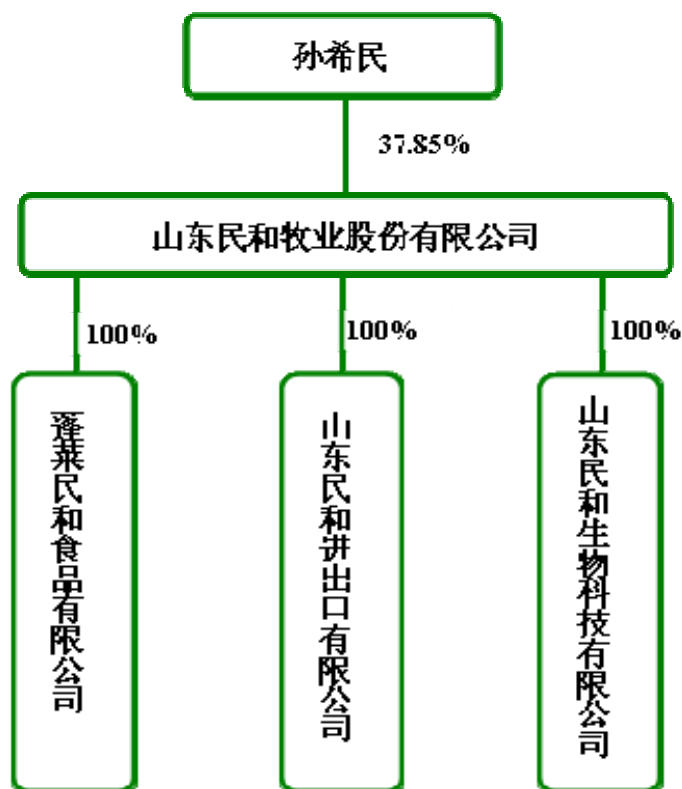 孙希民
37.85%
山东民和牧业股份有限公司
100%
100%
100%
蓬莱民和食品有限公司
山东民和进出口有限公司
山东民和生物科技有限公司